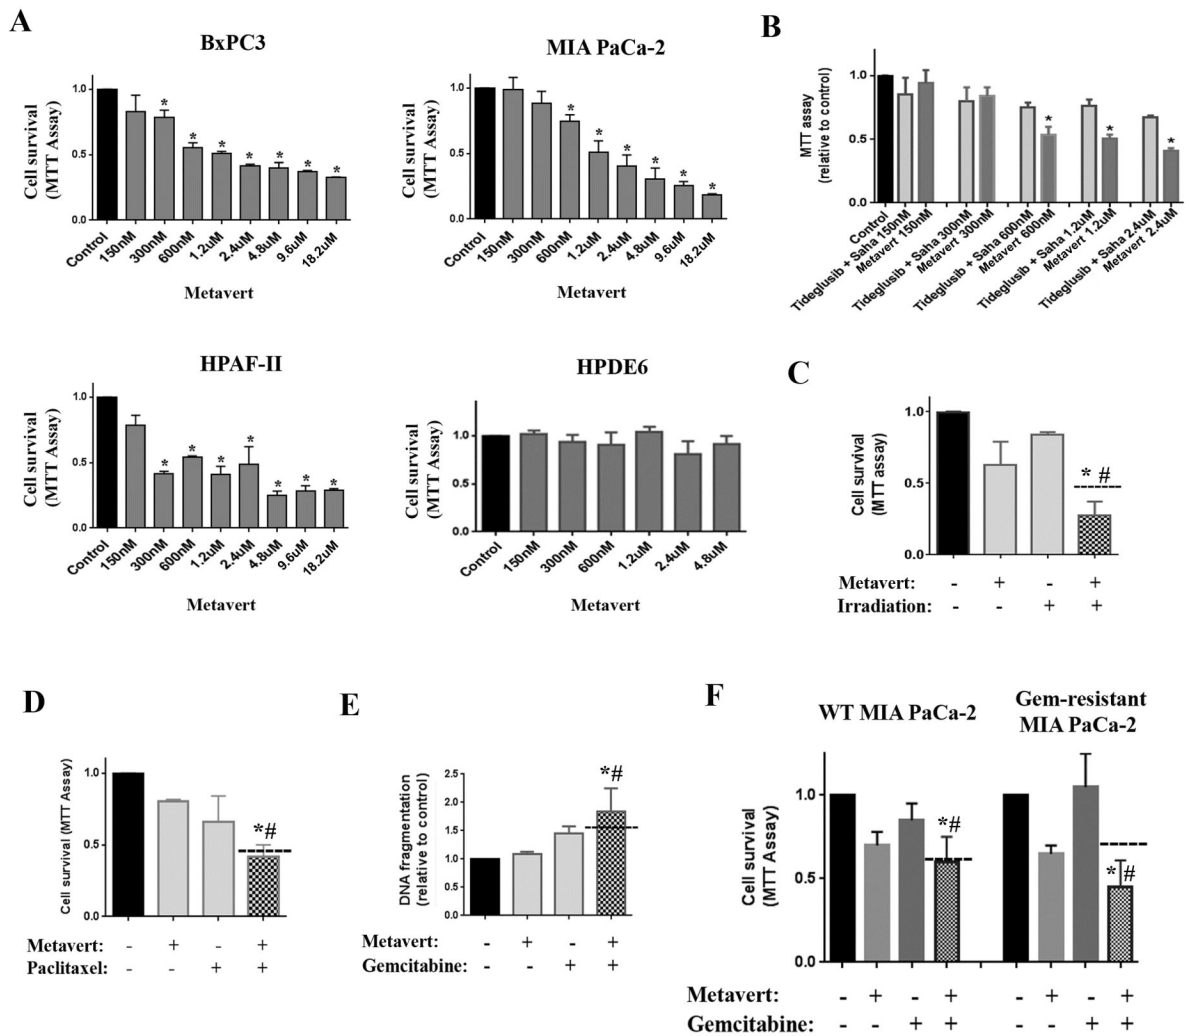 A
BxPC3
Cell survival
(MTT Assay)
1.0
0.5
0.0
*
*
*
*
*
*
*
Control
150nM
300nM
600nM
1.2uM
2.4uM
4.8uM
9.6uM
18.2uM
Metavert
MIA PaCa-2
Cell survival
(MTT Assay)
1.0
0.5
0.0
*
*
*
*
*
*
Control
150nM
300nM
600nM
1.2uM
2.4uM
4.8uM
9.6uM
18.2uM
Metavert
HPAF-II
Cell survival
(MTT Assay)
1.0
0.5
0.0
*
*
*
*
*
*
*
Control
150nM
300nM
600nM
1.2uM
2.4uM
4.8uM
9.6uM
18.2uM
Metavert
HPDE6
Cell survival
(MTT Assay)
1.0
0.5
0.0
Control
150nM
300nM
600nM
1.2uM
2.4uM
4.8uM
Metavert
B
MTT assay
(relative to control)
1.0
0.5
0.0
*
*
*
Control
Tideglusib + Saha 150nM
Metavert 150nM
Tideglusib + Saha 300nM
Metavert 300nM
Tideglusib + Saha 600nM
Metavert 600nM
Tideglusib + Saha 1.2uM
Metavert 1.2uM
Tideglusib + Saha 2.4uM
Metavert 2.4uM
C
Cell survival
(MTT assay)
1.0
0.5
0.0
* #
Metavert: - + - +
Irradiation: - - + +
D
Cell survival (MTT Assay)
1.0
0.5
0.0
*#
Metavert: - + - +
Paclitaxel: - - + +
E
DNA fragmentation
(relative to control)
2.5
2.0
1.5
1.0
0.5
0.0
*#
Metavert: - + - +
Gemcitabine: - - + +
F
WT MIA PaCa-2
Gem-resistant
MIA PaCa-2
Cell survival
(MTT Assay)
1.0
0.5
0.0
*#
*#
Metavert: - + - + - + - +
Gemcitabine: - - + + - - + +